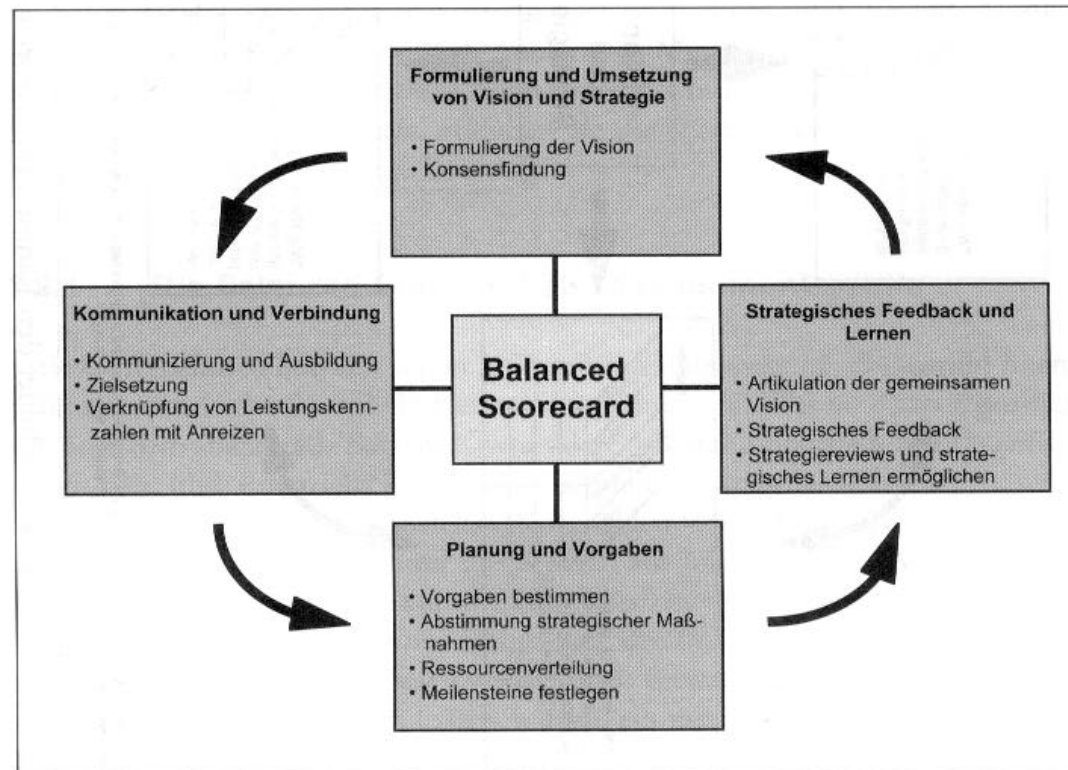 Formulierung und Umsetzung
von Vision und Strategie
• Formulierung der Vision
• Konsensfindung
Kommunikation und Verbindung
• Kommunizierung und Ausbildung
• Zielsetzung
• Verknüpfung von Leistungskenn-
zahlen mit Anreizen
Balanced
Scorecard
Strategisches Feedback und
Lernen
• Artikulation der gemeinsamen
Vision
• Strategisches Feedback
• Strategiereviews und strate-
gisches Lernen ermöglichen
Planung und Vorgaben
• Vorgaben bestimmen
• Abstimmung strategischer Maß-
nahmen
• Ressourcenverteilung
• Meilensteine festlegen